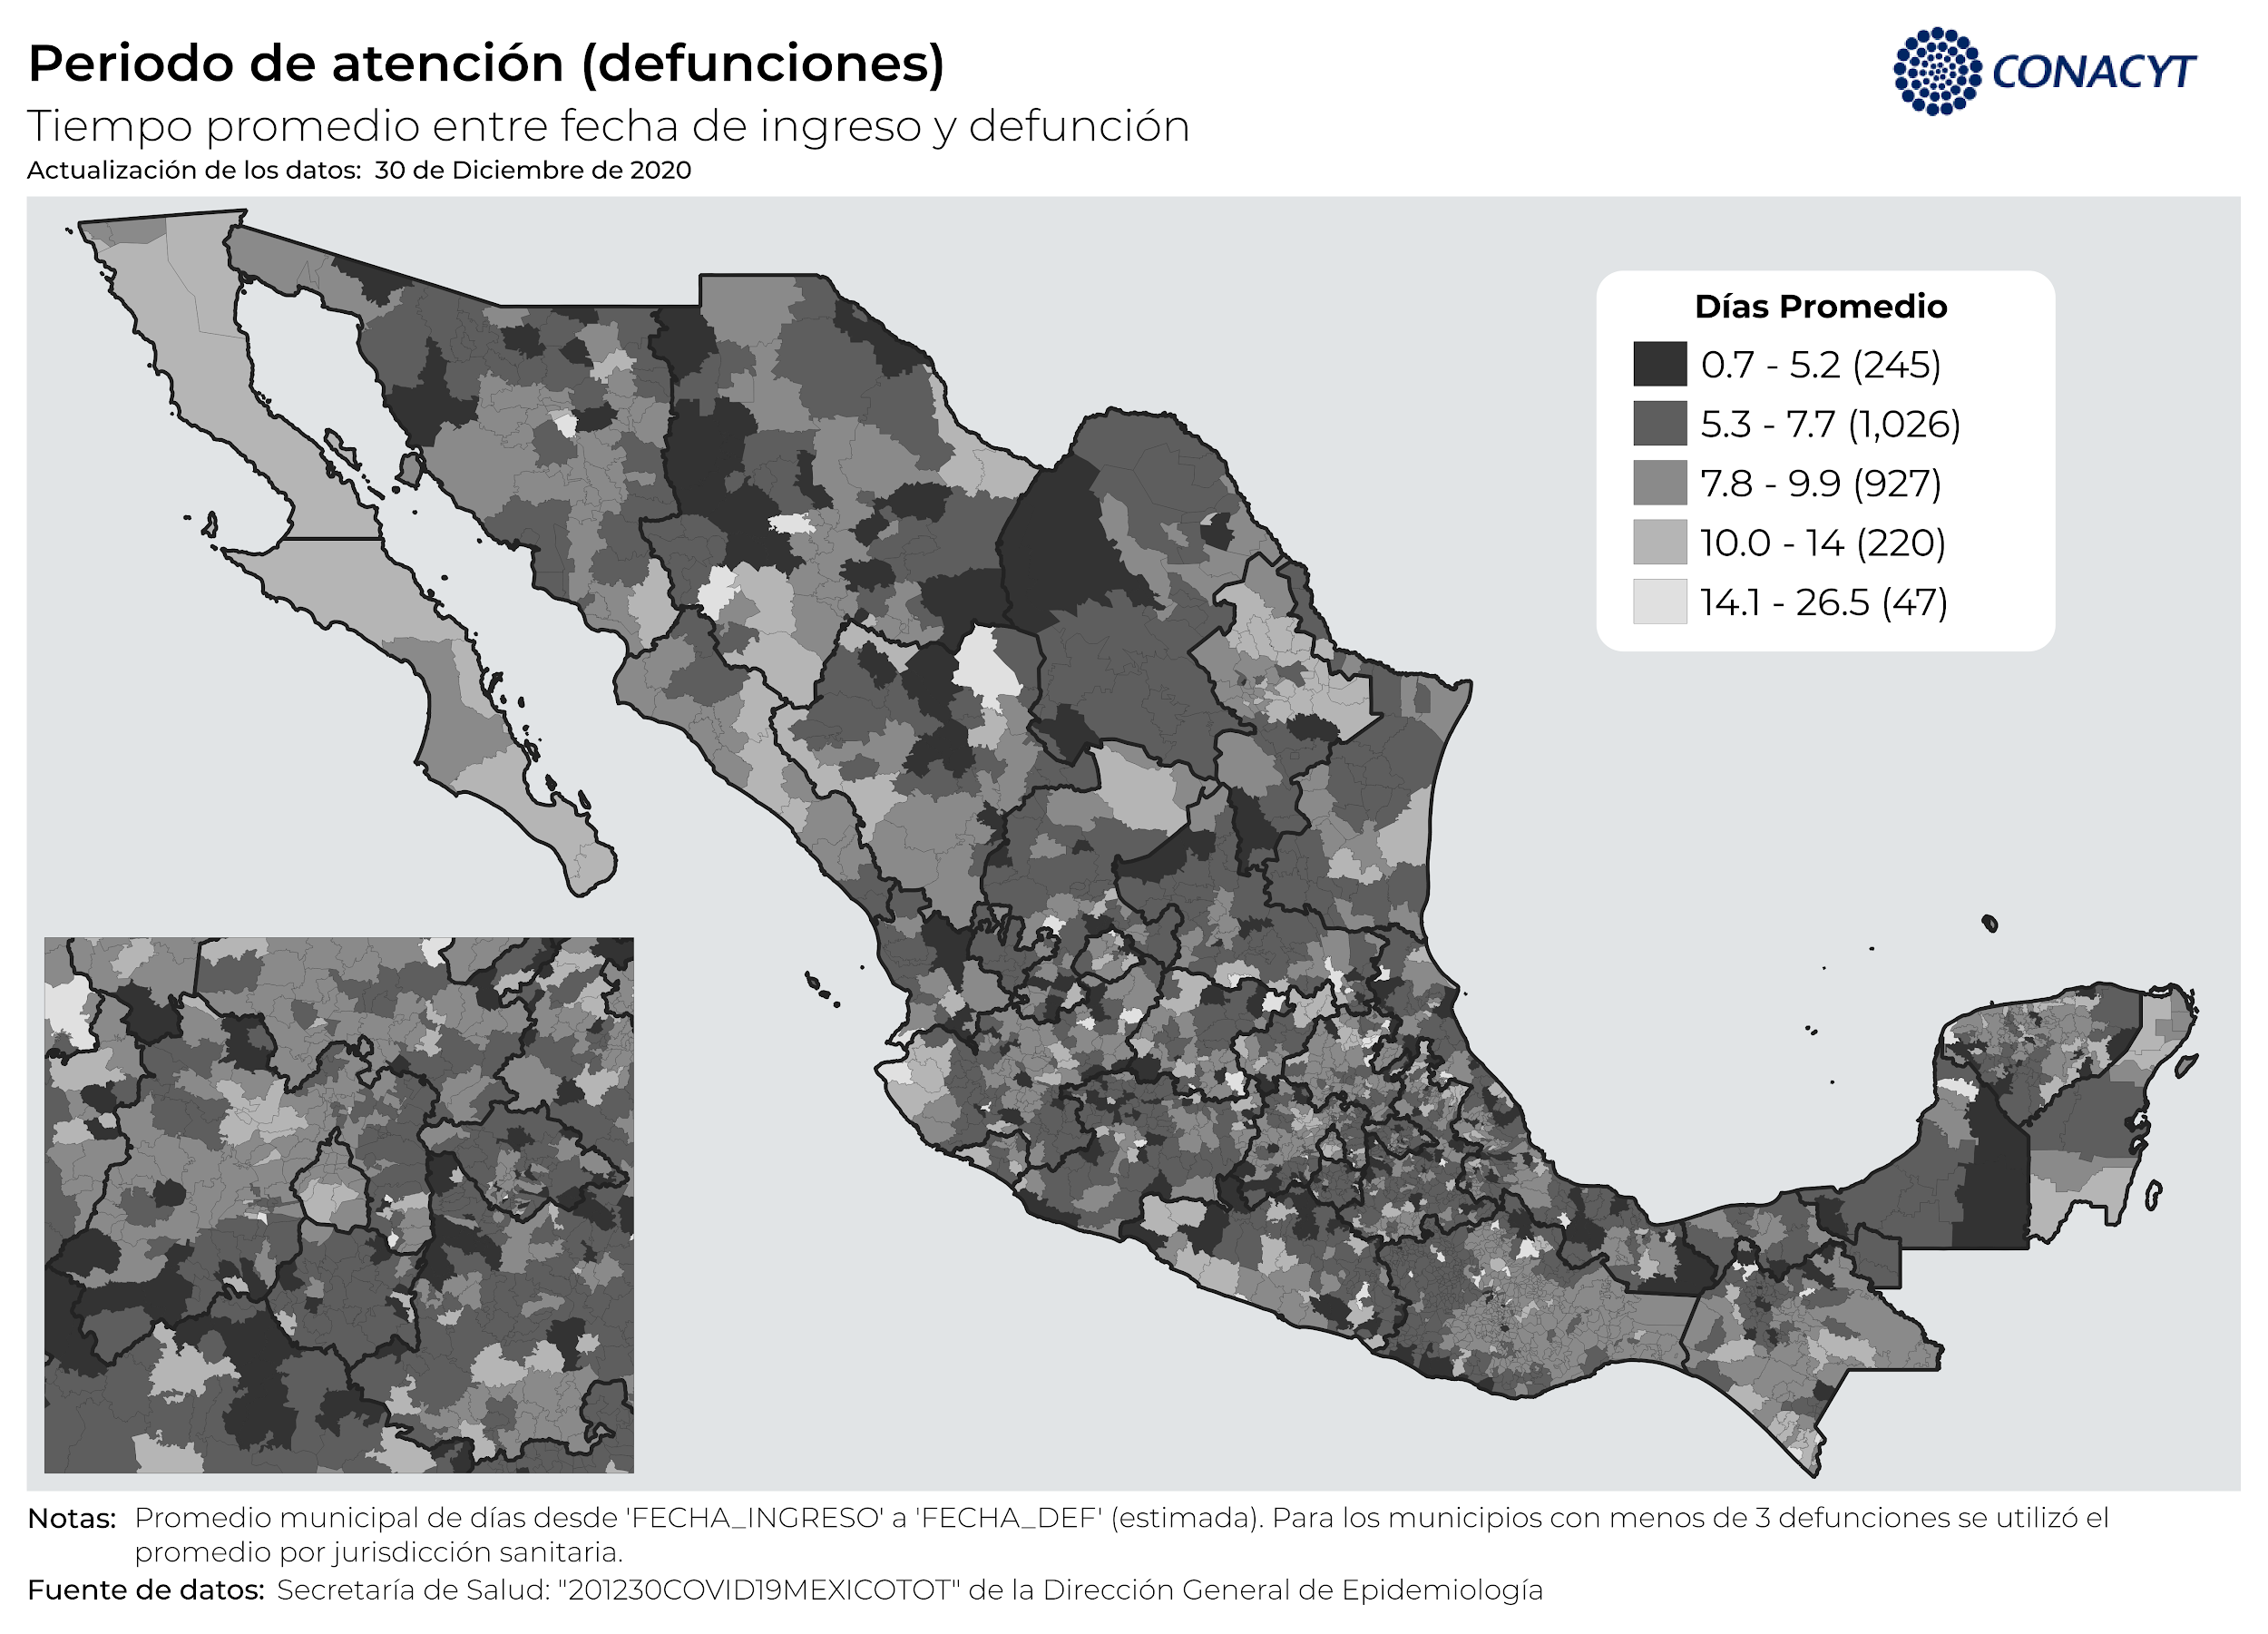 Periodo de atención (defunciones)
Tiempo promedio entre fecha de ingreso y defunción
Actualización de los datos: 30 de Diciembre de 2020
CONACYT
Días Promedio
0.7 - 5.2 (245)
5.3 - 7.7 (1,026)
7.8 - 9.9 (927)
10.0 - 14 (220)
14.1 - 26.5 (47)
Notas: Promedio municipal de días desde 'FECHA_INGRESO' a 'FECHA_DEF' (estimada). Para los municipios con menos de 3 defunciones se utilizó el
promedio por jurisdicción sanitaria.
Fuente de datos: Secretaría de Salud: "201230COVID19MEXICOTOT" de la Dirección General de Epidemiología